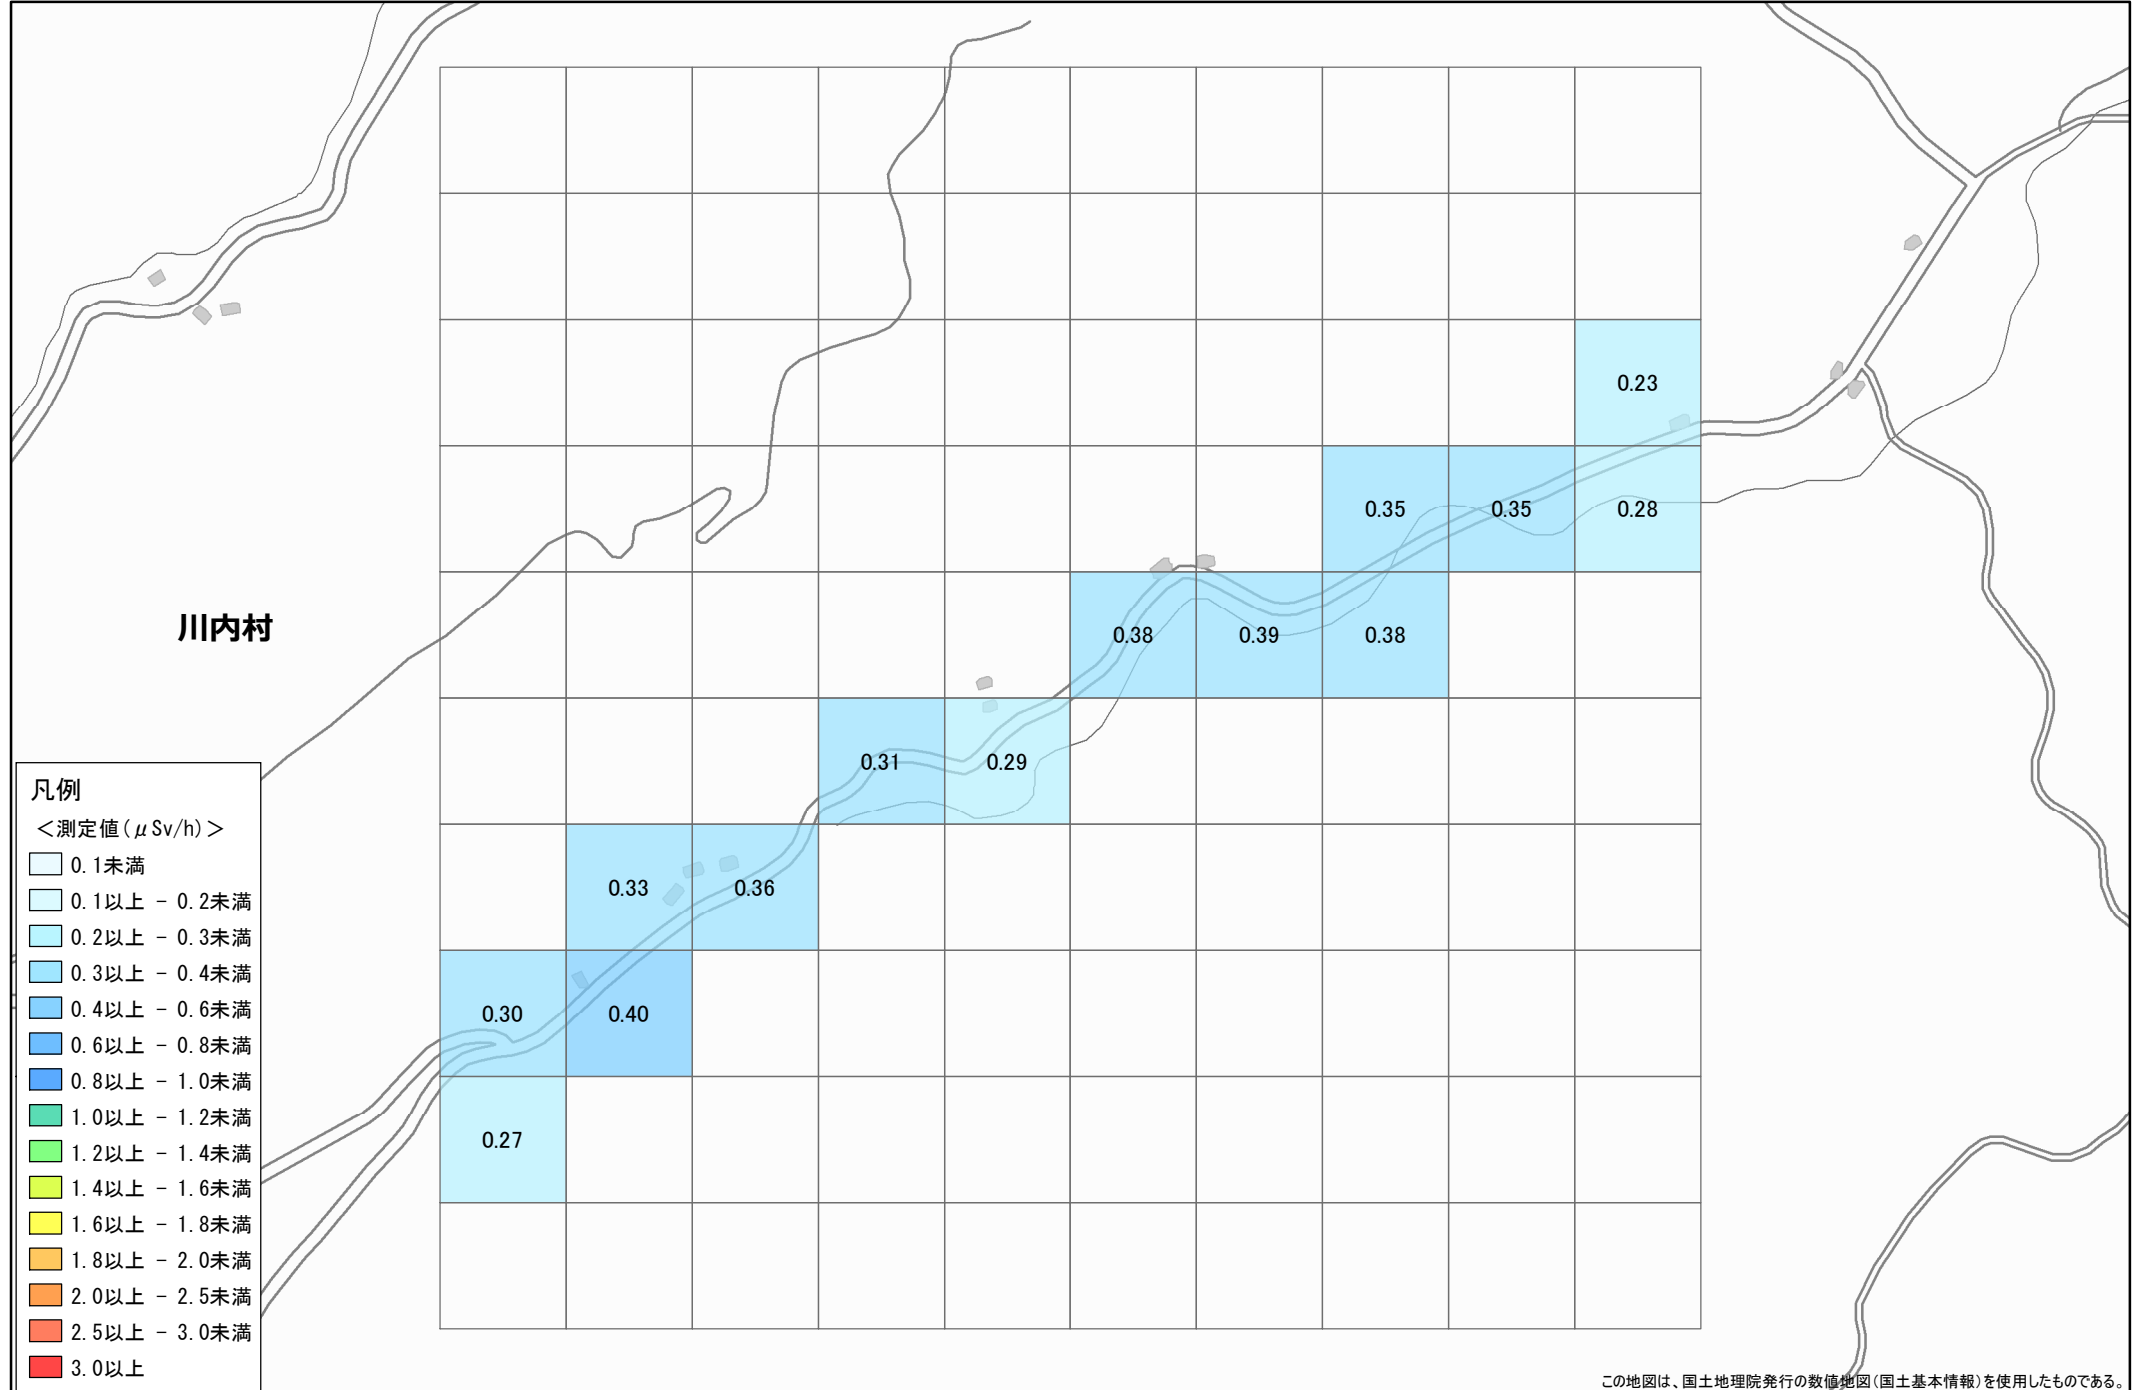 0.23
0.35 0.35 0.28
0.38 0.39 0.38
川内村
0.31 0.29
0.33 0.36
0.30 0.40
0.27
凡例
＜測定値(μSv/h)＞
0.1未満
0.1以上 － 0.2未満
0.2以上 － 0.3未満
0.3以上 － 0.4未満
0.4以上 － 0.6未満
0.6以上 － 0.8未満
0.8以上 － 1.0未満
1.0以上 － 1.2未満
1.2以上 － 1.4未満
1.4以上 － 1.6未満
1.6以上 － 1.8未満
1.8以上 － 2.0未満
2.0以上 － 2.5未満
2.5以上 － 3.0未満
3.0以上
この地図は、国土地理院発行の数値地図(国土基本情報)を使用したものである。